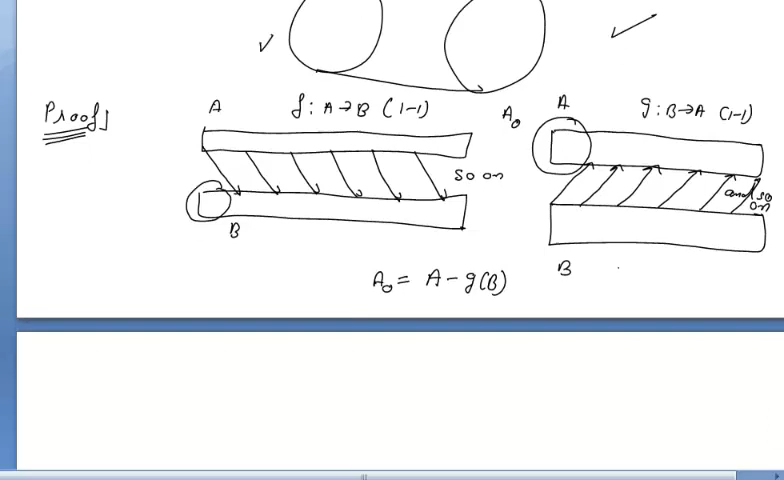 Proof
A f : A → B (1-1) A₀ A g : B → A (1-1)
so on
and so on
B
A₀ = A - g(B) B